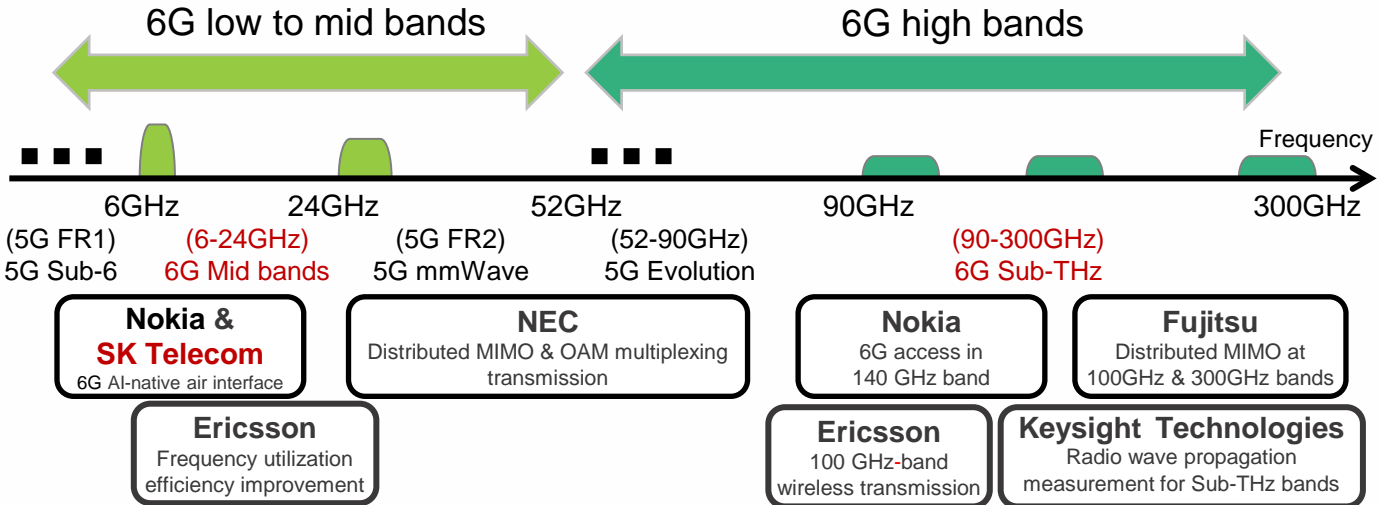 6G low to mid bands
6G high bands
Frequency
6GHz
24GHz
52GHz
90GHz
300GHz
(5G FR1)
5G Sub-6
(6-24GHz)
6G Mid bands
(5G FR2)
5G mmWave
(52-90GHz)
5G Evolution
(90-300GHz)
6G Sub-THz
Nokia &
SK Telecom
6G AI-native air interface
NEC
Distributed MIMO & OAM multiplexing
transmission
Nokia
6G access in
140 GHz band
Fujitsu
Distributed MIMO at
100GHz & 300GHz bands
Ericsson
Frequency utilization
efficiency improvement
Ericsson
100 GHz-band
wireless transmission
Keysight Technologies
Radio wave propagation
measurement for Sub-THz bands